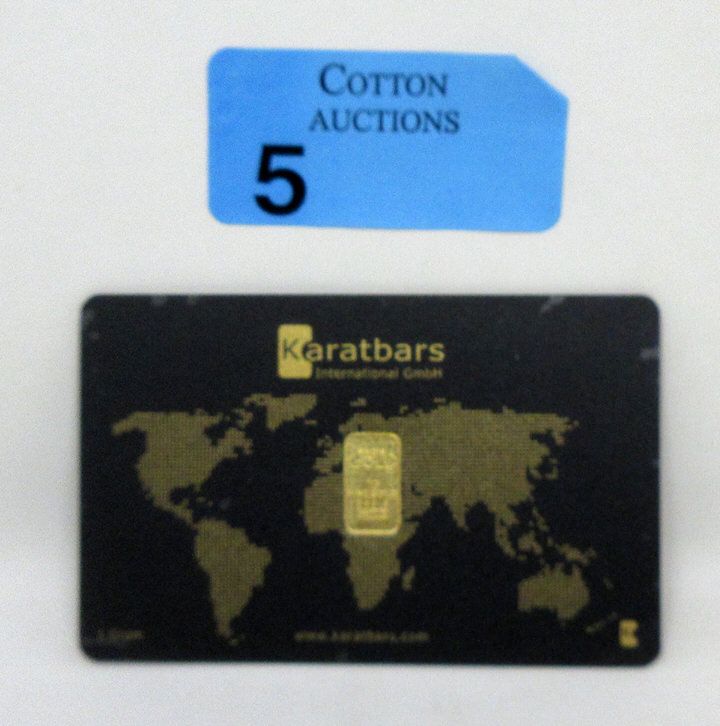 COTTON
AUCTIONS
5
Karatbars
International GmbH
www.karatbars.com